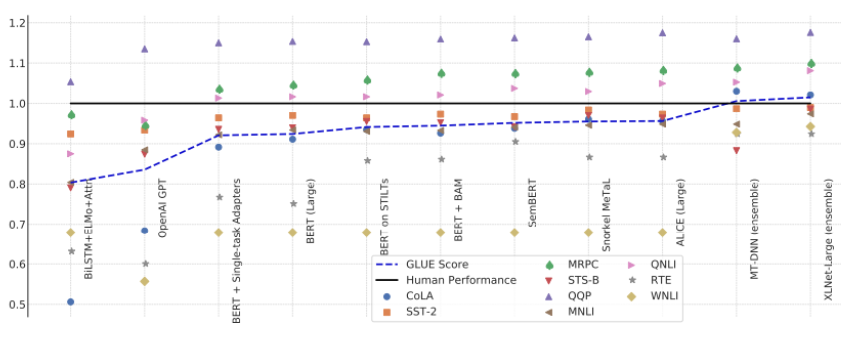 1.2
1.1
1.0
0.9
0.8
0.7
0.6
0.5
BiLSTM+ELMo+Attn
OpenAI GPT
BERT + Single-task Adapters
BERT (Large)
BERT on STILTs
BERT + BAM
SemBERT
Snorkel MeTaL
ALICE (Large)
MT-DNN (ensemble)
XLNet-Large (ensemble)
GLUE Score
Human Performance
CoLA
SST-2
MRPC
STS-B
QQP
MNLI
QNLI
RTE
WNLI